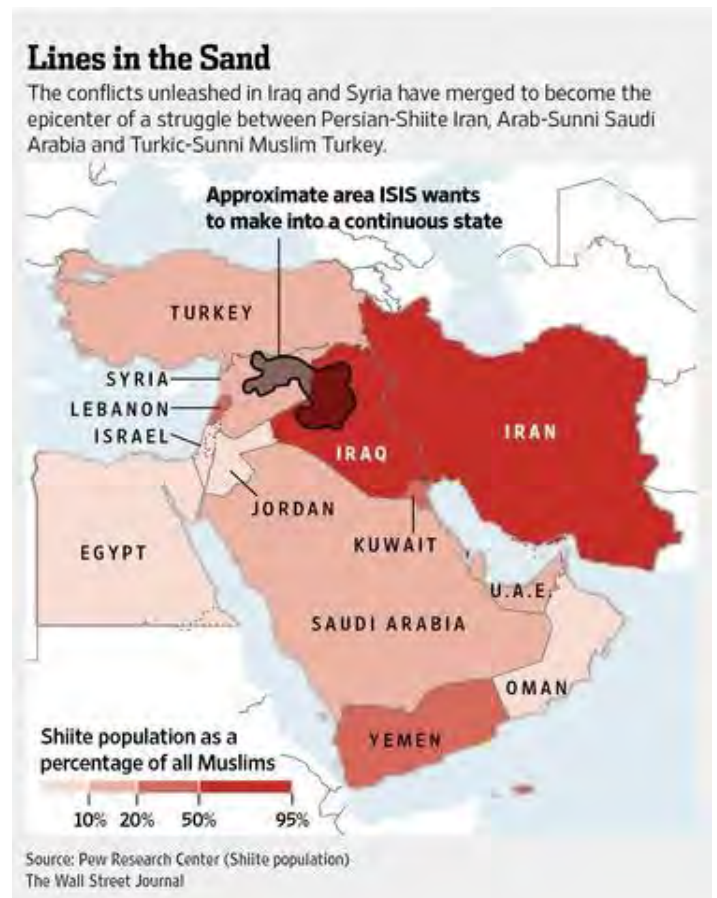 Lines in the Sand
The conflicts unleashed in Iraq and Syria have merged to become the
epicenter of a struggle between Persian-Shiite Iran, Arab-Sunni Saudi
Arabia and Turkic-Sunni Muslim Turkey.
Approximate area ISIS wants
to make into a continuous state
TURKEY
SYRIA
LEBANON
ISRAEL
IRAQ
IRAN
JORDAN
KUWAIT
EGYPT
U.A.E.
SAUDI ARABIA
OMAN
YEMEN
Shiite population as a
percentage of all Muslims
10% 20% 50% 95%
Source: Pew Research Center (Shiite population)
The Wall Street Journal